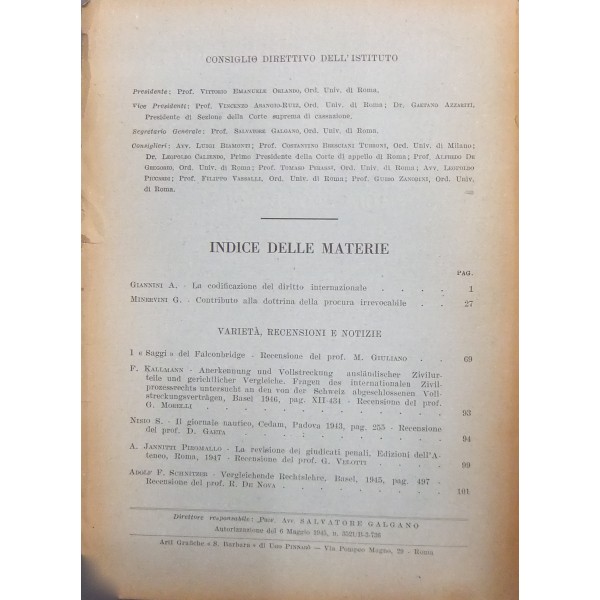 CONSIGLIO DIRETTIVO DELL'ISTITUTO
Presidente: Prof. VITTORIO EMANUELE ORLANDO, Ord. Univ. di Roma.
Vice Presidenti: Prof. VINCENZO ARANGIO-RUIZ, Ord. Univ. di Roma; Dr. GAETANO AZZARITI,
Presidente di Sezione della Corte suprema di cassazione.
Segretario Generale: Prof. SALVATORE GALGANO, Ord. Univ. di Roma.
Consiglieri: Avv. LUIGI BIAMONTI; Prof. COSTANTINO BRESCIANI TURRONI, Ord. Univ. di Milano;
Dr. LEOPOLDO CALIENDO, Primo Presidente della Corte di appello di Roma; Prof. ALFREDO DE
GREGORIO, Ord. Univ. di Roma; Prof. TOMASO PERASSI, Ord. Univ. di Roma; Avv. LEOPOLDO
PICCARDI; Prof. FILIPPO VASSALLI, Ord. Univ. di Roma; Prof. GUIDO ZANOBINI, Ord. Univ.
di Roma.
INDICE DELLE MATERIE
PAG.
GIANNINI A. - La codificazione del diritto internazionale . . . 1
MINERVINI G. - Contributo alla dottrina della procura irrevocabile . . . 27
VARIETÀ, RECENSIONI E NOTIZIE
I « Saggi » del Falconbridge - Recensione del prof. M. GIULIANO . . 69
F. KALLMANN - Anerkennung und Vollstreckung ausländischer Zivilur-
teile und gerichtlicher Vergleiche. Fragen des internationalen Zivil-
prozessrechts untersucht an den von der Schweiz abgeschlossenen Voll-
streckungsverträgen, Basel 1946, pag. XII-434 - Recensione del prof.
G. MORELLI . . . . . . . . . . 93
NISIO S. - Il giornale nautico, Cedam, Padova 1943, pag. 255 - Recensione
del prof. D. GAETA . . . . . . . . . 94
A. JANNITTI PIROMALLO - La revisione dei giudicati penali. Edizioni dell'A-
teneo, Roma, 1947 - Recensione del prof. G. VELOTTI . . . 99
ADOLF F. SCHNITZER - Vergleichende Rechtslehre. Basel, 1945, pag. 497 -
Recensione del prof. R. DE NOVA . . . . . . . 101
Direttore responsabile: PROF. AVV. SALVATORE GALGANO
Autorizzazione del 6 Maggio 1945, n. 3521/B-3-736
Arti Grafiche « S. Barbara » di UGO PINNARÒ — Via Pompeo Magno, 29 - Roma